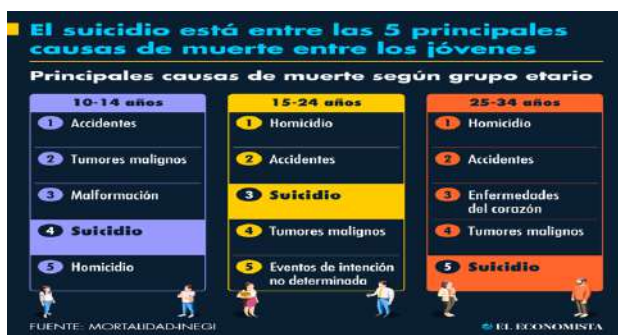 El suicidio está entre las 5 principales
causas de muerte entre los jóvenes
Principales causas de muerte según grupo etario
10-14 años
1 Accidentes
2 Tumores malignos
3 Malformación
4 Suicidio
5 Homicidio
15-24 años
1 Homicidio
2 Accidentes
3 Suicidio
4 Tumores malignos
5 Eventos de intención
no determinada
25-34 años
1 Homicidio
2 Accidentes
3 Enfermedades
del corazón
4 Tumores malignos
5 Suicidio
FUENTE: MORTALIDAD-INEGI
EL ECONOMISTA